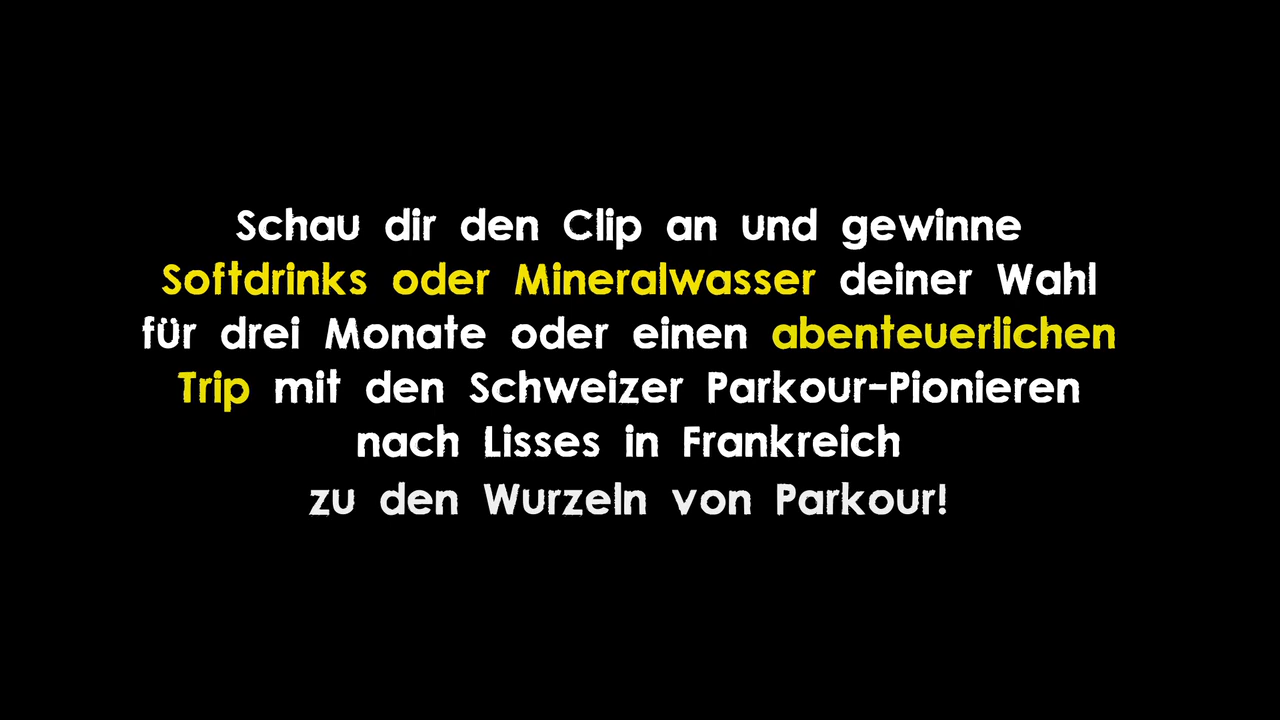 Schau dir den Clip an und gewinne
Softdrinks oder Mineralwasser deiner Wahl
für drei Monate oder einen abenteuerlichen
Trip mit den Schweizer Parkour-Pionieren
nach Lisses in Frankreich
zu den Wurzeln von Parkour!